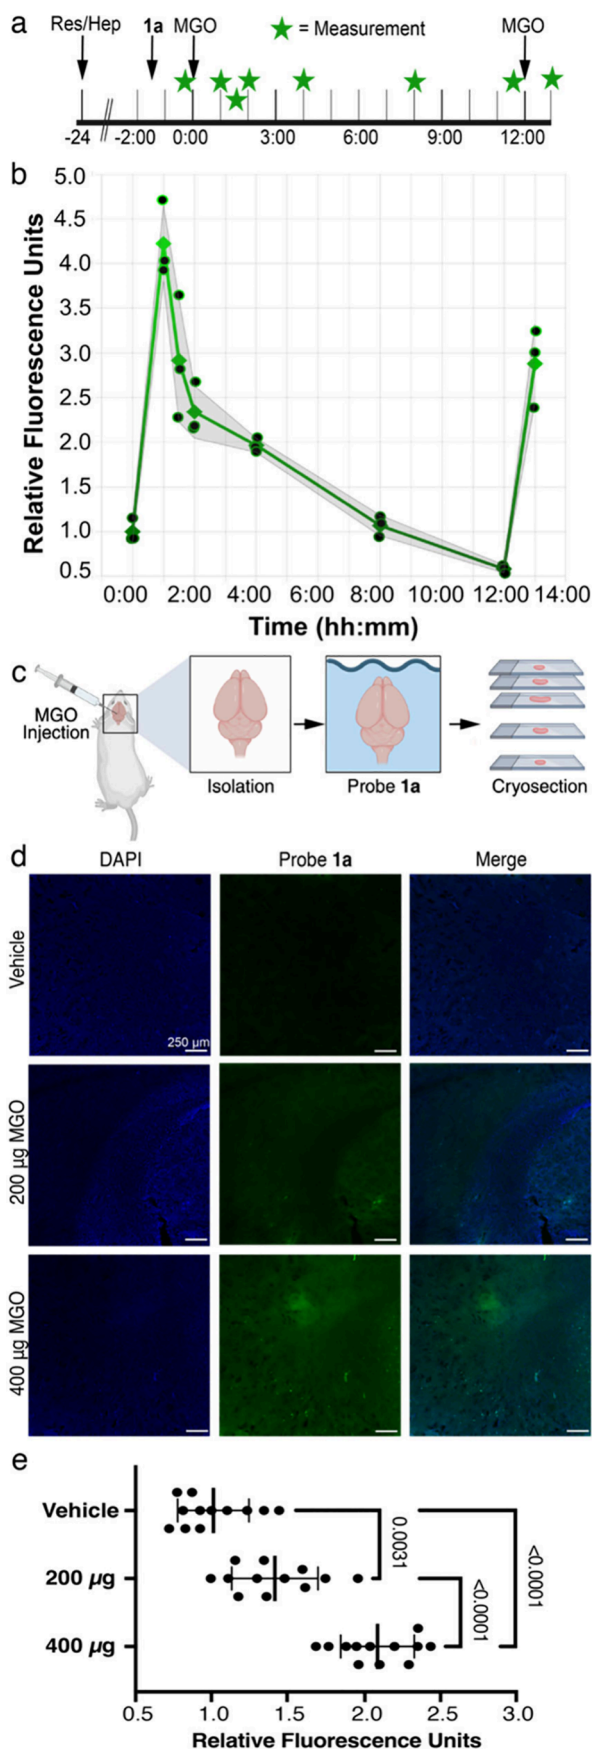 a
Res/Hep 1a MGO = Measurement MGO
-24 -2:00 0:00 3:00 6:00 9:00 12:00
b
Relative Fluorescence Units
5.0
4.5
4.0
3.5
3.0
2.5
2.0
1.5
1.0
0.5
0:00 2:00 4:00 6:00 8:00 10:00 12:00 14:00
Time (hh:mm)
c
MGO
Injection
Isolation Probe 1a Cryosection
d
DAPI Probe 1a Merge
Vehicle
250 µm
200 µg MGO
400 µg MGO
e
Vehicle
200 µg
400 µg
0.0031
<0.0001
<0.0001
0.5 1.0 1.5 2.0 2.5 3.0
Relative Fluorescence Units